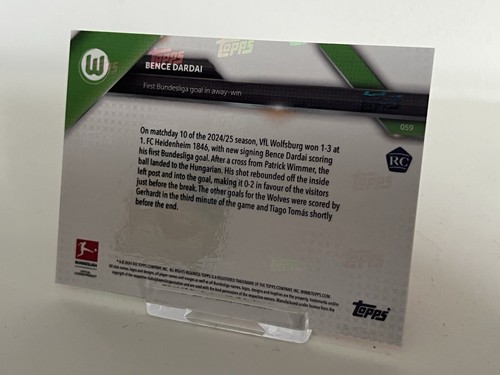 W
BENCE DARDAI
First Bundesliga goal in away-win
topps
059
RC
On matchday 10 of the 2024/25 season, VfL Wolfsburg won 1-3 at
1. FC Heidenheim 1846, with new signing Bence Dardai scoring
his first Bundesliga goal. After a cross from Patrick Wimmer, the
ball landed to the Hungarian. His shot rebounded off the inside
left post and into the goal, making it 0-2 in favour of the visitors
just before the break. The other goals for the Wolves were scored by
Gerhardt in the third minute of the game and Tiago Tomás shortly
before the end.
BUNDESLIGA
topps